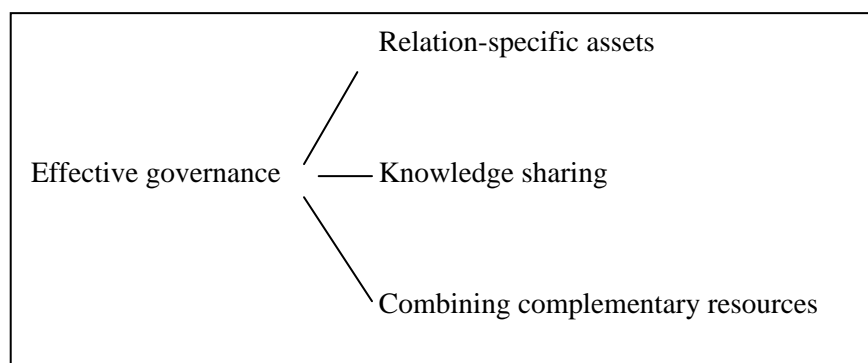 Relation-specific assets
Effective governance
Knowledge sharing
Combining complementary resources